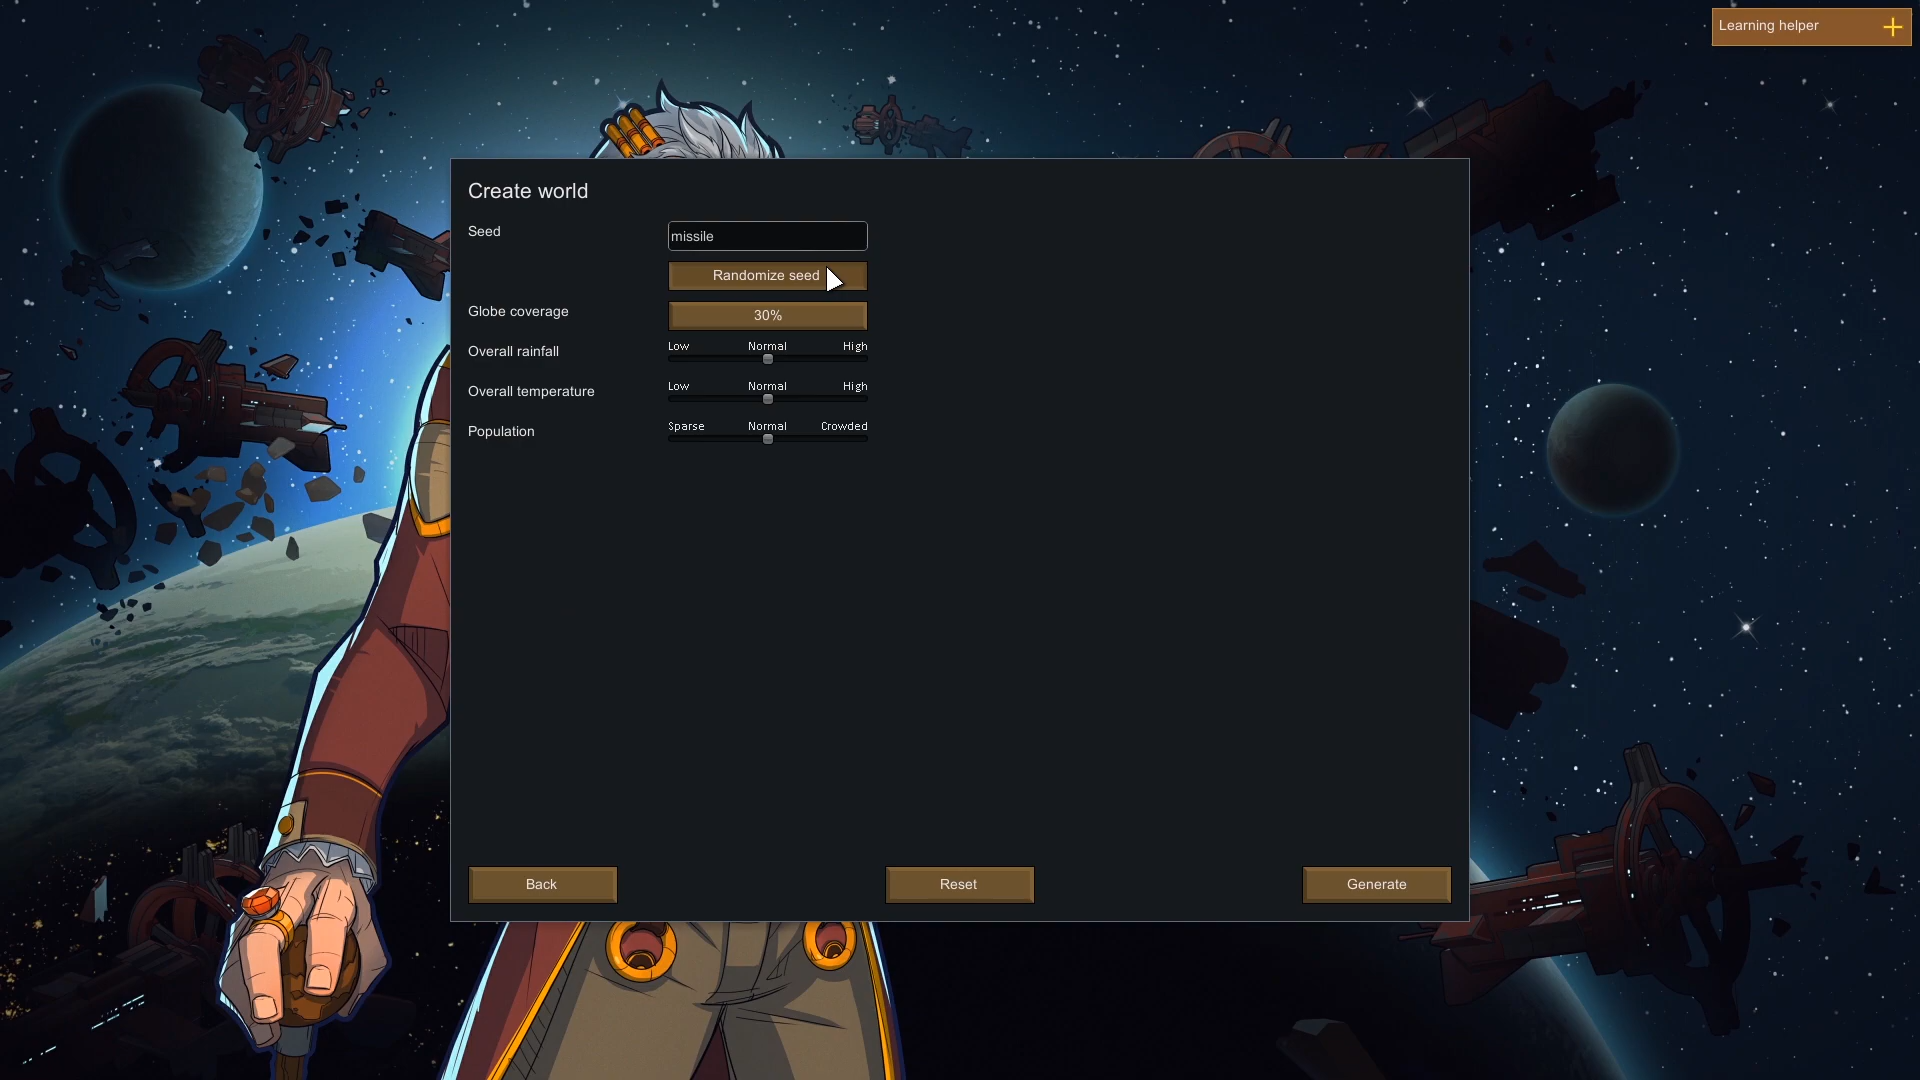 Learning helper
Create world
Seed
missile
Randomize seed
Globe coverage
30%
Overall rainfall
Low Normal High
Overall temperature
Low Normal High
Population
Sparse Normal Crowded
Back
Reset
Generate